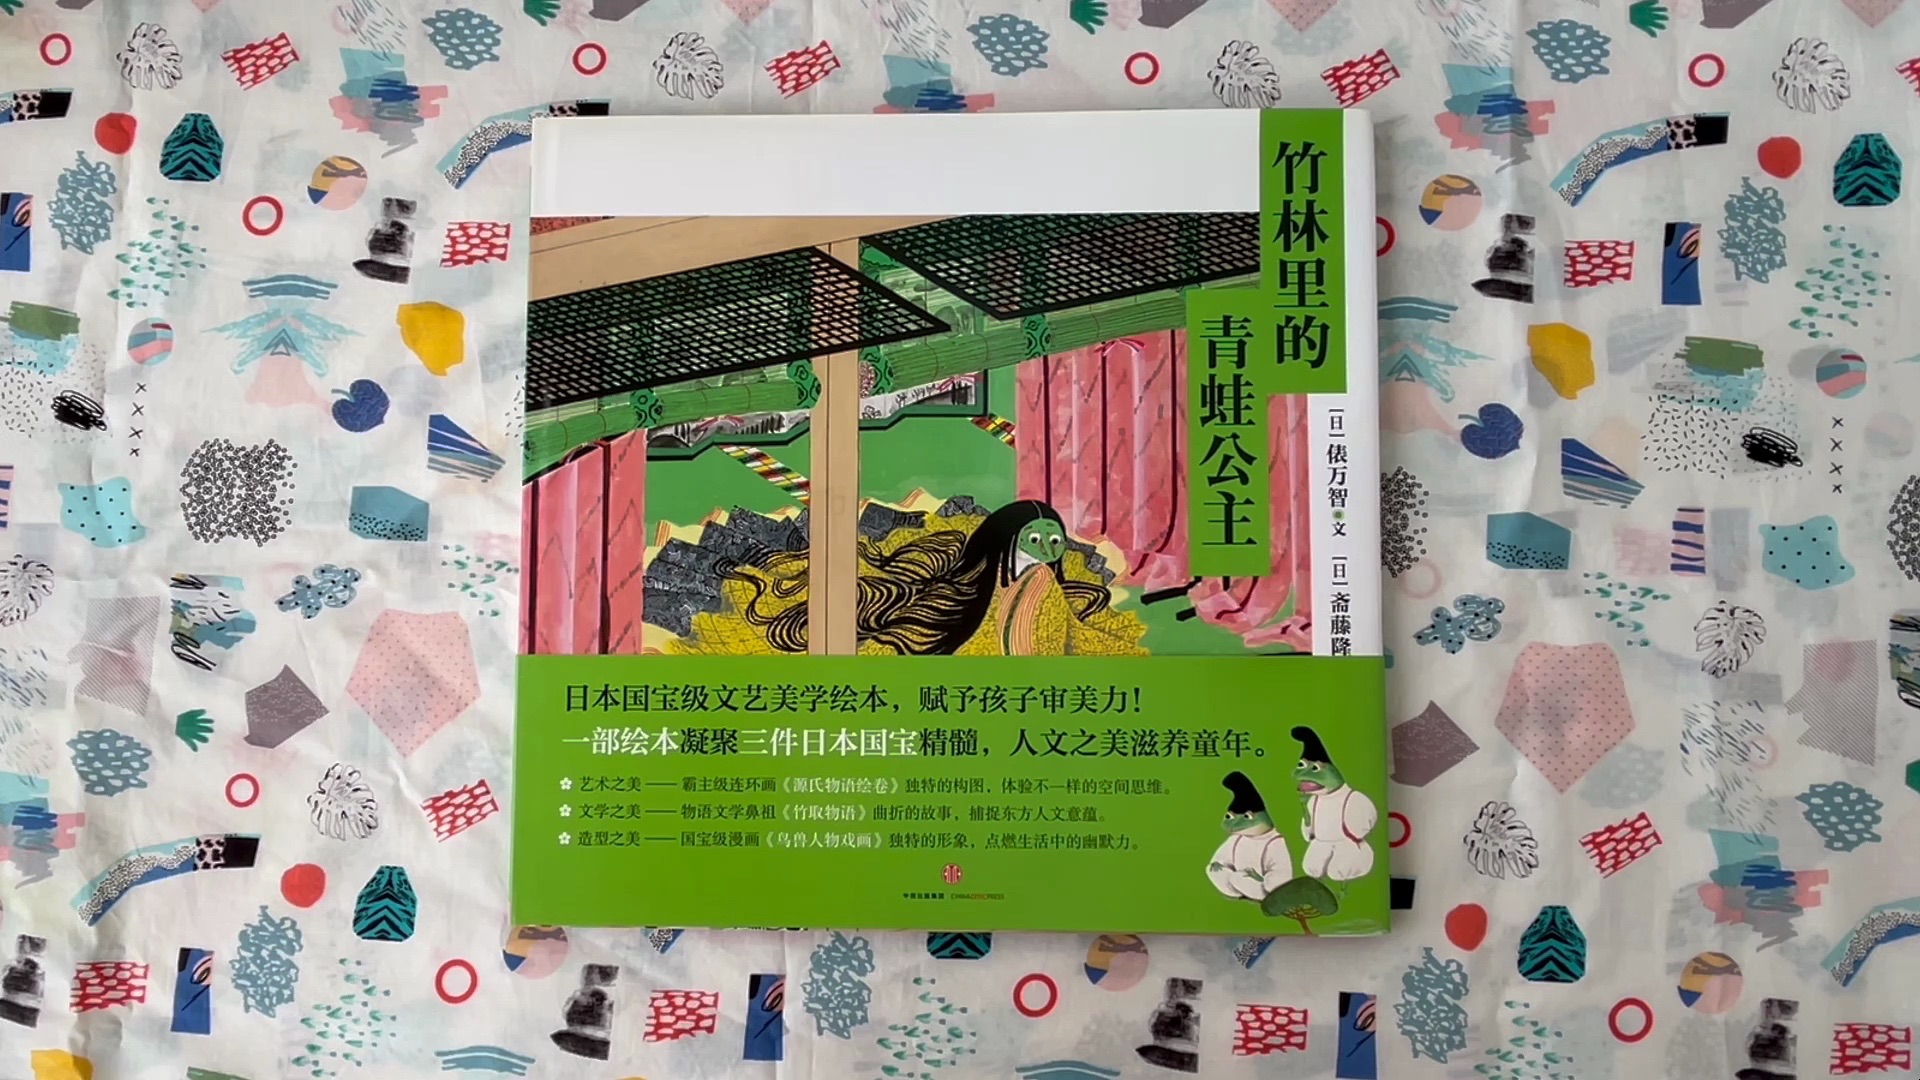 竹林里的
青蛙公主
[日]俵万智·文 [日]斋藤隆
日本国宝级文艺美学绘本，赋予孩子审美力！
一部绘本凝聚三件日本国宝精髓，人文之美滋养童年。
艺术之美——霸主级连环画《源氏物语绘卷》独特的构图，体验不一样的空间思维。
文学之美——物语文学鼻祖《竹取物语》曲折的故事，捕捉东方人文意蕴。
造型之美——国宝级漫画《鸟兽人物戏画》独特的形象，点燃生活中的幽默力。
中信出版集团 CHINACITICPRESS